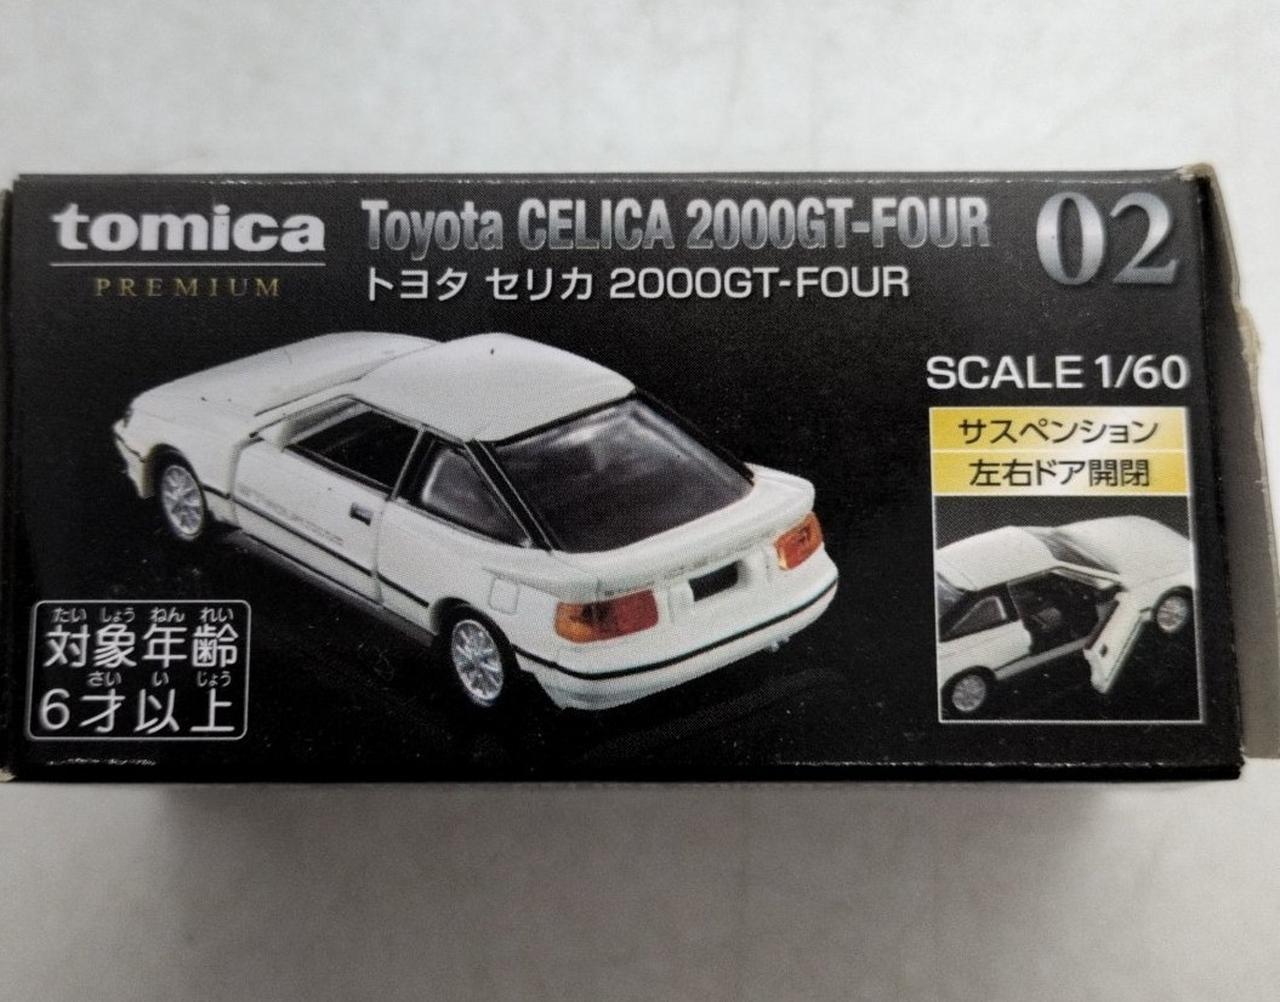 tomica
PREMIUM
Toyota CELICA 2000GT-FOUR
トヨタ セリカ 2000GT-FOUR
02
SCALE 1/60
サスペンション
左右ドア開閉
たい しょう ねん れい
対象年齢
さい い じょう
6才以上